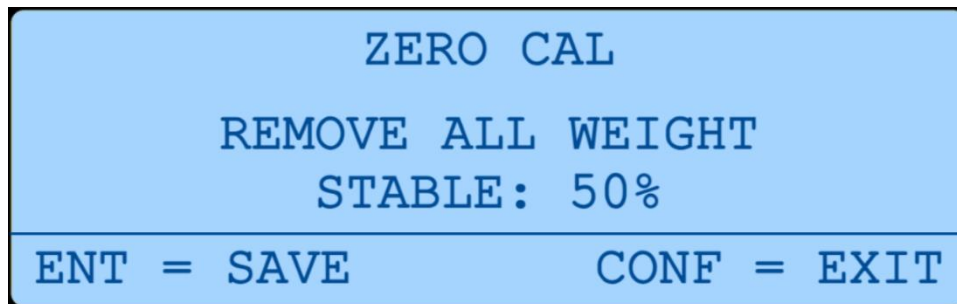 ZERO CAL
REMOVE ALL WEIGHT
STABLE: 50%
ENT = SAVE CONF = EXIT